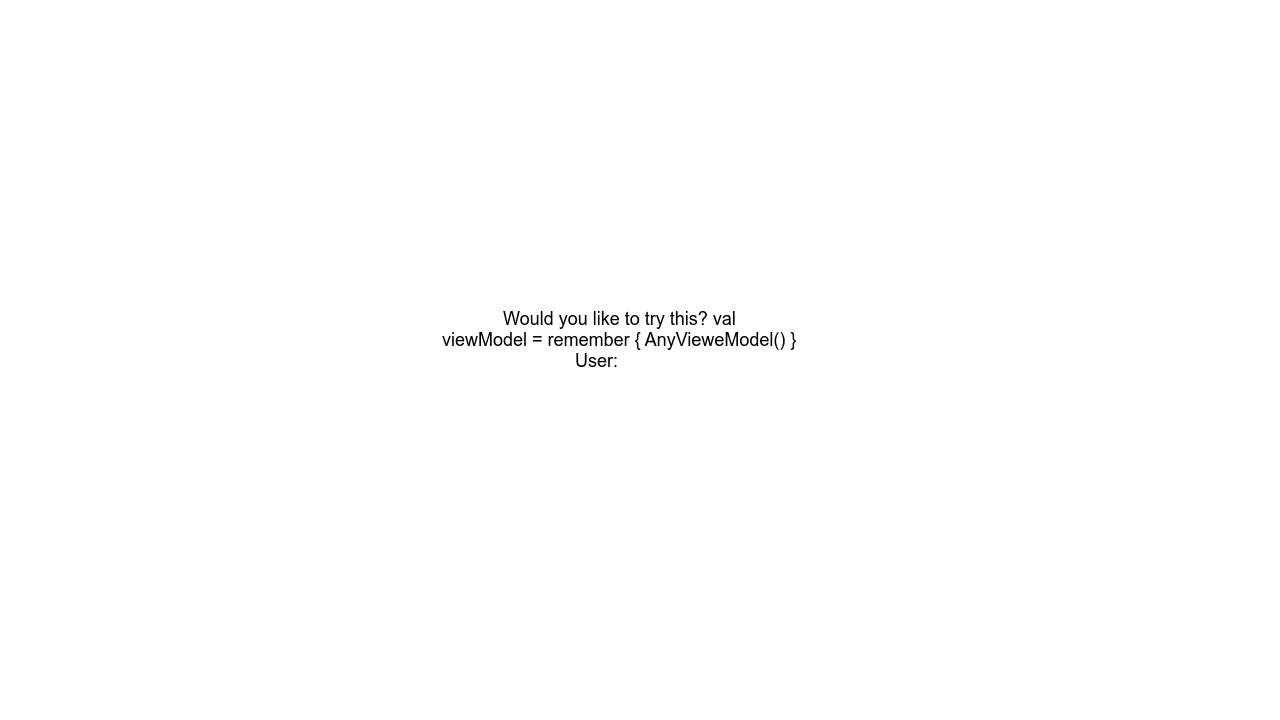 Would you like to try this? val
viewModel = remember { AnyVieweModel() }
User: